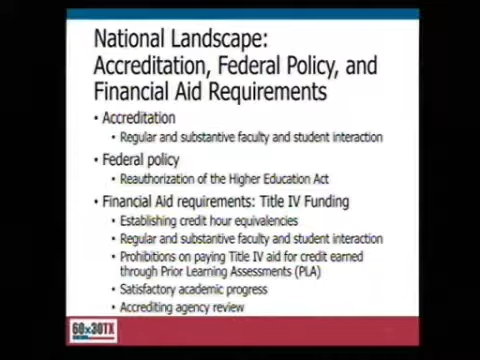 National Landscape:
Accreditation, Federal Policy, and
Financial Aid Requirements
• Accreditation
• Regular and substantive faculty and student interaction
• Federal policy
• Reauthorization of the Higher Education Act
• Financial Aid requirements: Title IV Funding
• Establishing credit hour equivalencies
• Regular and substantive faculty and student interaction
• Prohibitions on paying Title IV aid for credit earned
through Prior Learning Assessments (PLA)
• Satisfactory academic progress
• Accrediting agency review
60x30TX